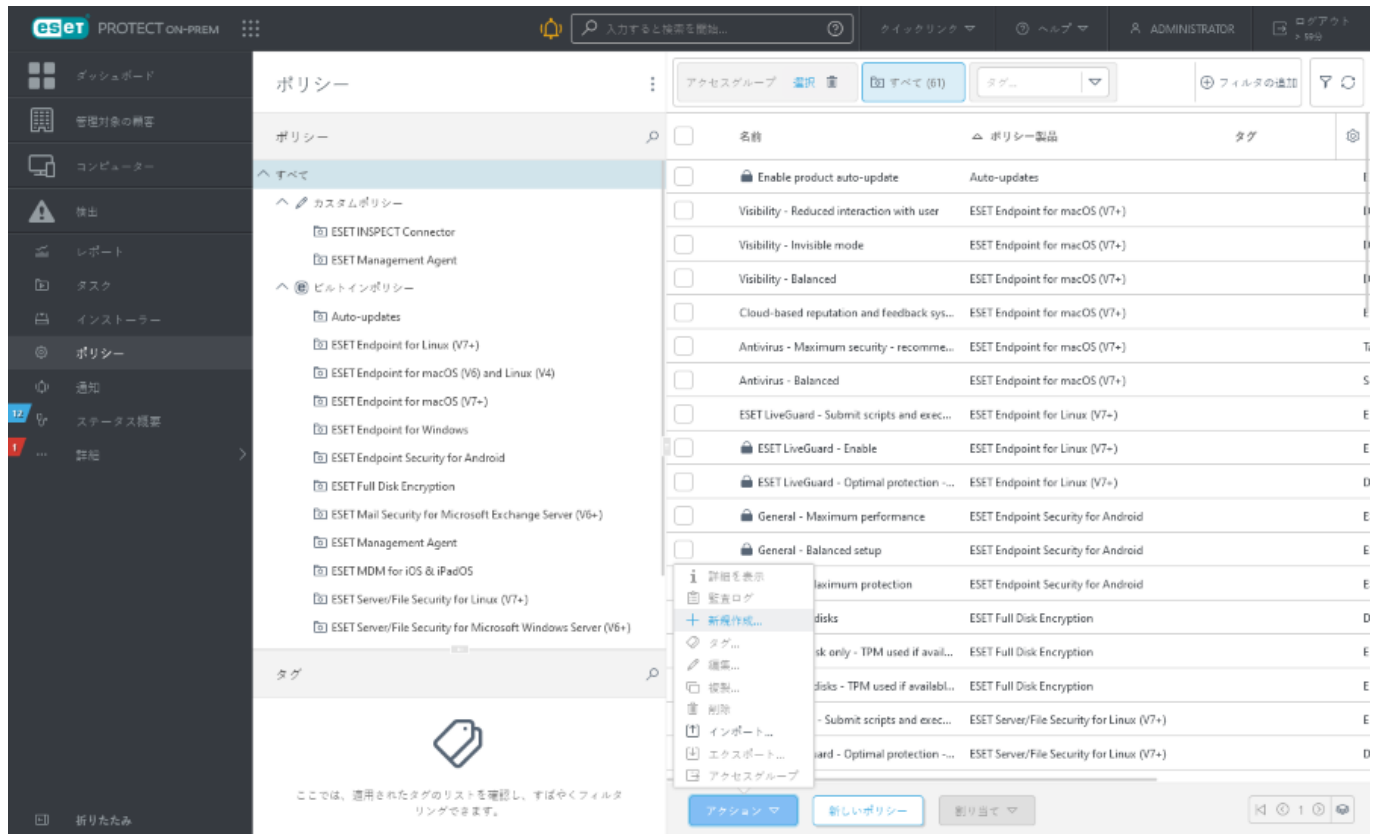 eset PROTECT ON-PREM
入力すると検索を開始...
クイックリンク
ヘルプ
ADMINISTRATOR
ログアウト
> 59分
ダッシュボード
管理対象の顧客
コンピューター
検出
レポート
タスク
インストーラー
ポリシー
通知
12
ステータス概要
1
詳細
折りたたみ
ポリシー
ポリシー
すべて
カスタムポリシー
ESET INSPECT Connector
ESET Management Agent
ビルトインポリシー
Auto-updates
ESET Endpoint for Linux (V7+)
ESET Endpoint for macOS (V6) and Linux (V4)
ESET Endpoint for macOS (V7+)
ESET Endpoint for Windows
ESET Endpoint Security for Android
ESET Full Disk Encryption
ESET Mail Security for Microsoft Exchange Server (V6+)
ESET Management Agent
ESET MDM for iOS & iPadOS
ESET Server/File Security for Linux (V7+)
ESET Server/File Security for Microsoft Windows Server (V6+)
タグ
ここでは、適用されたタグのリストを確認し、すばやくフィルタ
リングできます。
アクセスグループ 選択
すべて (61)
タグ...
フィルタの追加
名前 ポリシー製品 タグ
Enable product auto-update Auto-updates
Visibility - Reduced interaction with user ESET Endpoint for macOS (V7+)
Visibility - Invisible mode ESET Endpoint for macOS (V7+)
Visibility - Balanced ESET Endpoint for macOS (V7+)
Cloud-based reputation and feedback sys... ESET Endpoint for macOS (V7+)
Antivirus - Maximum security - recomme... ESET Endpoint for macOS (V7+)
Antivirus - Balanced ESET Endpoint for macOS (V7+)
ESET LiveGuard - Submit scripts and exec... ESET Endpoint for Linux (V7+)
ESET LiveGuard - Enable ESET Endpoint for Linux (V7+)
ESET LiveGuard - Optimal protection -... ESET Endpoint for Linux (V7+)
General - Maximum performance ESET Endpoint Security for Android
General - Balanced setup ESET Endpoint Security for Android
aximum protection ESET Endpoint Security for Android
disks ESET Full Disk Encryption
sk only - TPM used if avail... ESET Full Disk Encryption
disks - TPM used if availabl... ESET Full Disk Encryption
- Submit scripts and exec... ESET Server/File Security for Linux (V7+)
ard - Optimal protection -... ESET Server/File Security for Linux (V7+)
詳細を表示
監査ログ
新規作成...
タグ...
編集...
複製...
削除
インポート...
エクスポート...
アクセスグループ
アクション
新しいポリシー
割り当て
1